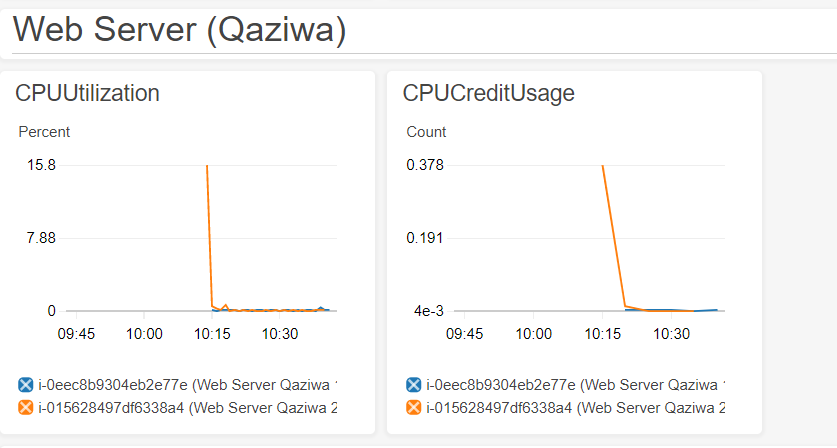 Web Server (Qaziwa)
CPUUtilization
Percent
15.8
7.88
0
09:45 10:00 10:15 10:30
i-0eec8b9304eb2e77e (Web Server Qaziwa
i-015628497df6338a4 (Web Server Qaziwa 2
CPUCreditUsage
Count
0.378
0.191
4e-3
09:45 10:00 10:15 10:30
i-0eec8b9304eb2e77e (Web Server Qaziwa
i-015628497df6338a4 (Web Server Qaziwa 2